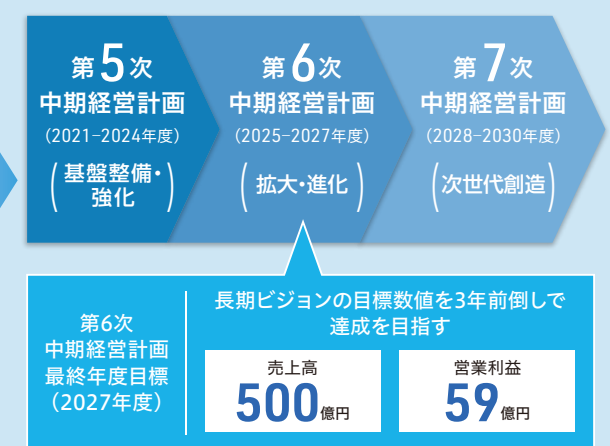 第5次
中期経営計画
(2021−2024年度)
(基盤整備・
強化)
第6次
中期経営計画
(2025−2027年度)
(拡大・進化)
第7次
中期経営計画
(2028−2030年度)
(次世代創造)
第6次
中期経営計画
最終年度目標
(2027年度)
長期ビジョンの目標数値を3年前倒しで
達成を目指す
売上高
500億円
営業利益
59億円